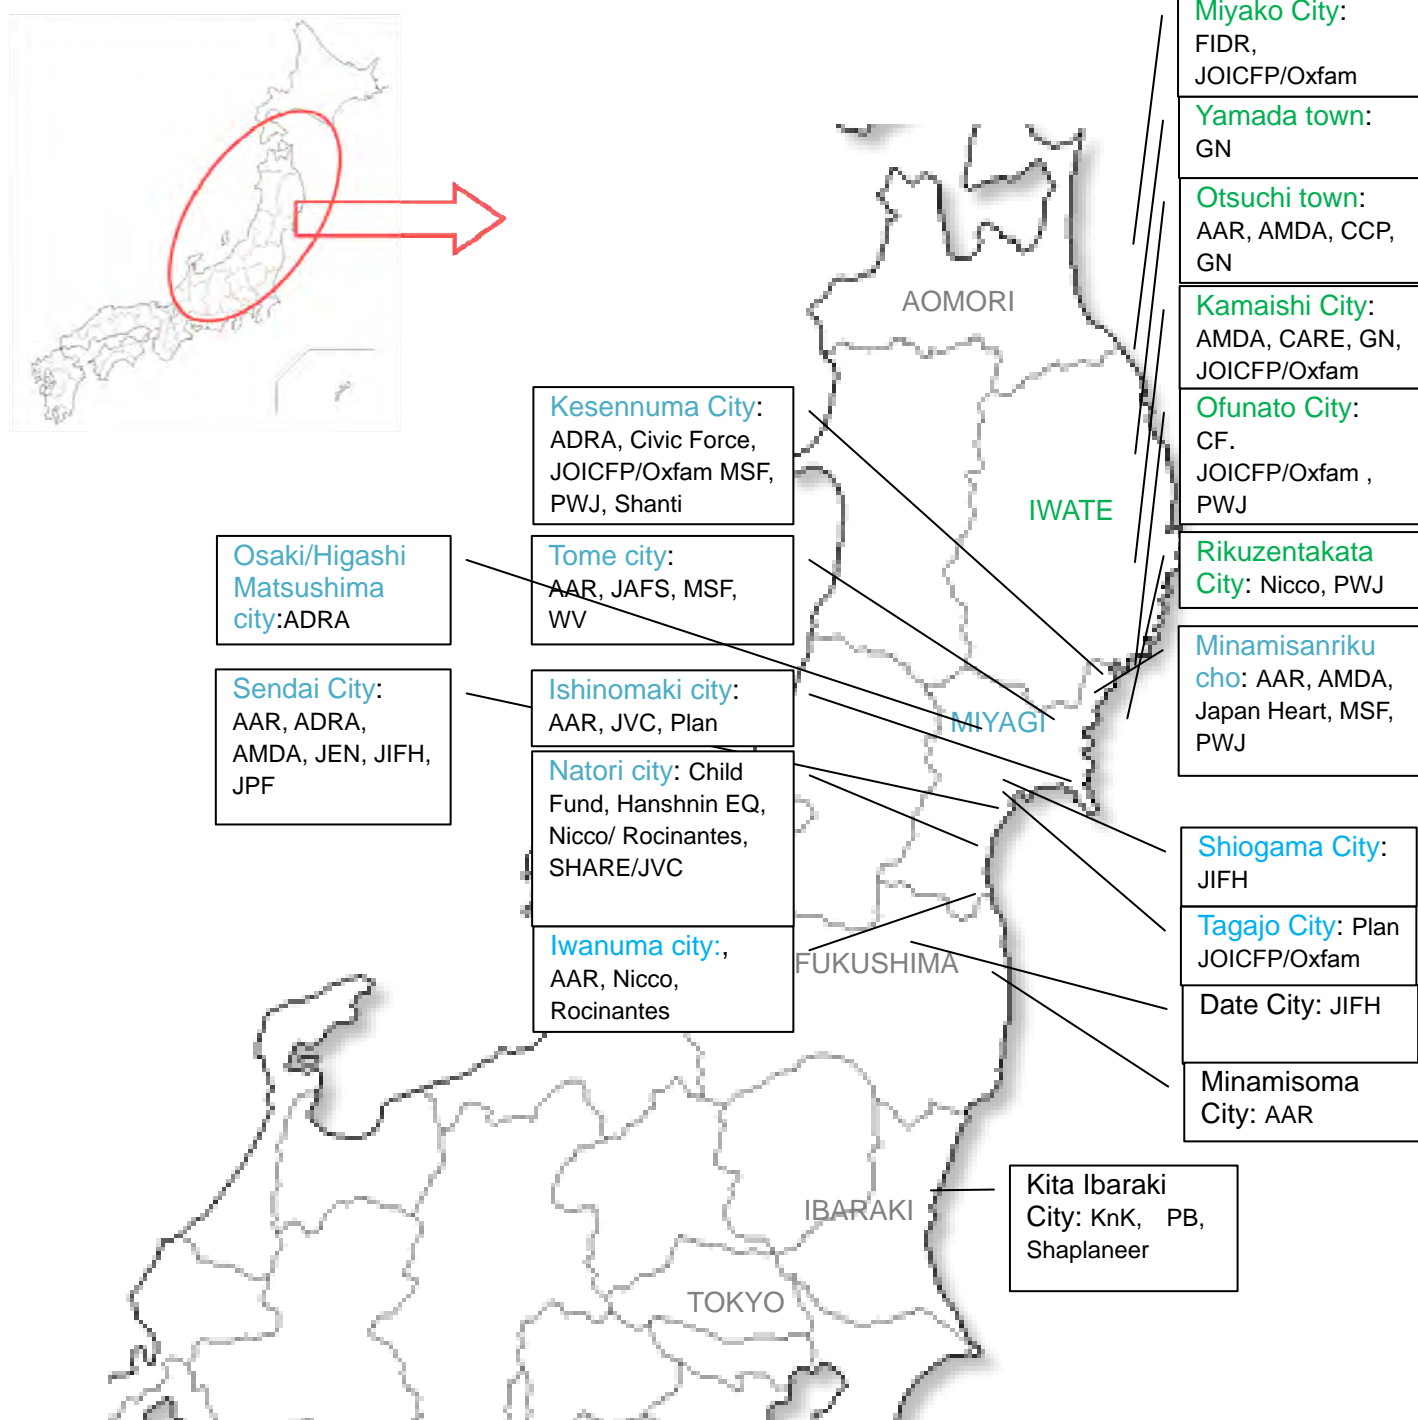 Miyako City:
FIDR,
JOICFP/Oxfam
Yamada town:
GN
Otsuchi town:
AAR, AMDA, CCP,
GN
Kamaishi City:
AMDA, CARE, GN,
JOICFP/Oxfam
Ofunato City:
CF.
JOICFP/Oxfam ,
PWJ
Rikuzentakata
City: Nicco, PWJ
Minamisanriku
cho: AAR, AMDA,
Japan Heart, MSF,
PWJ
AOMORI
IWATE
Kesennuma City:
ADRA, Civic Force,
JOICFP/Oxfam MSF,
PWJ, Shanti
Osaki/Higashi
Matsushima
city:ADRA
Tome city:
AAR, JAFS, MSF,
WV
Sendai City:
AAR, ADRA,
AMDA, JEN, JIFH,
JPF
Ishinomaki city:
AAR, JVC, Plan
MIYAGI
Natori city: Child
Fund, Hanshnin EQ,
Nicco/ Rocinantes,
SHARE/JVC
Iwanuma city:,
AAR, Nicco,
Rocinantes
FUKUSHIMA
Shiogama City:
JIFH
Tagajo City: Plan
JOICFP/Oxfam
Date City: JIFH
Minamisoma
City: AAR
Kita Ibaraki
City: KnK, PB,
Shaplaneer
IBARAKI
TOKYO